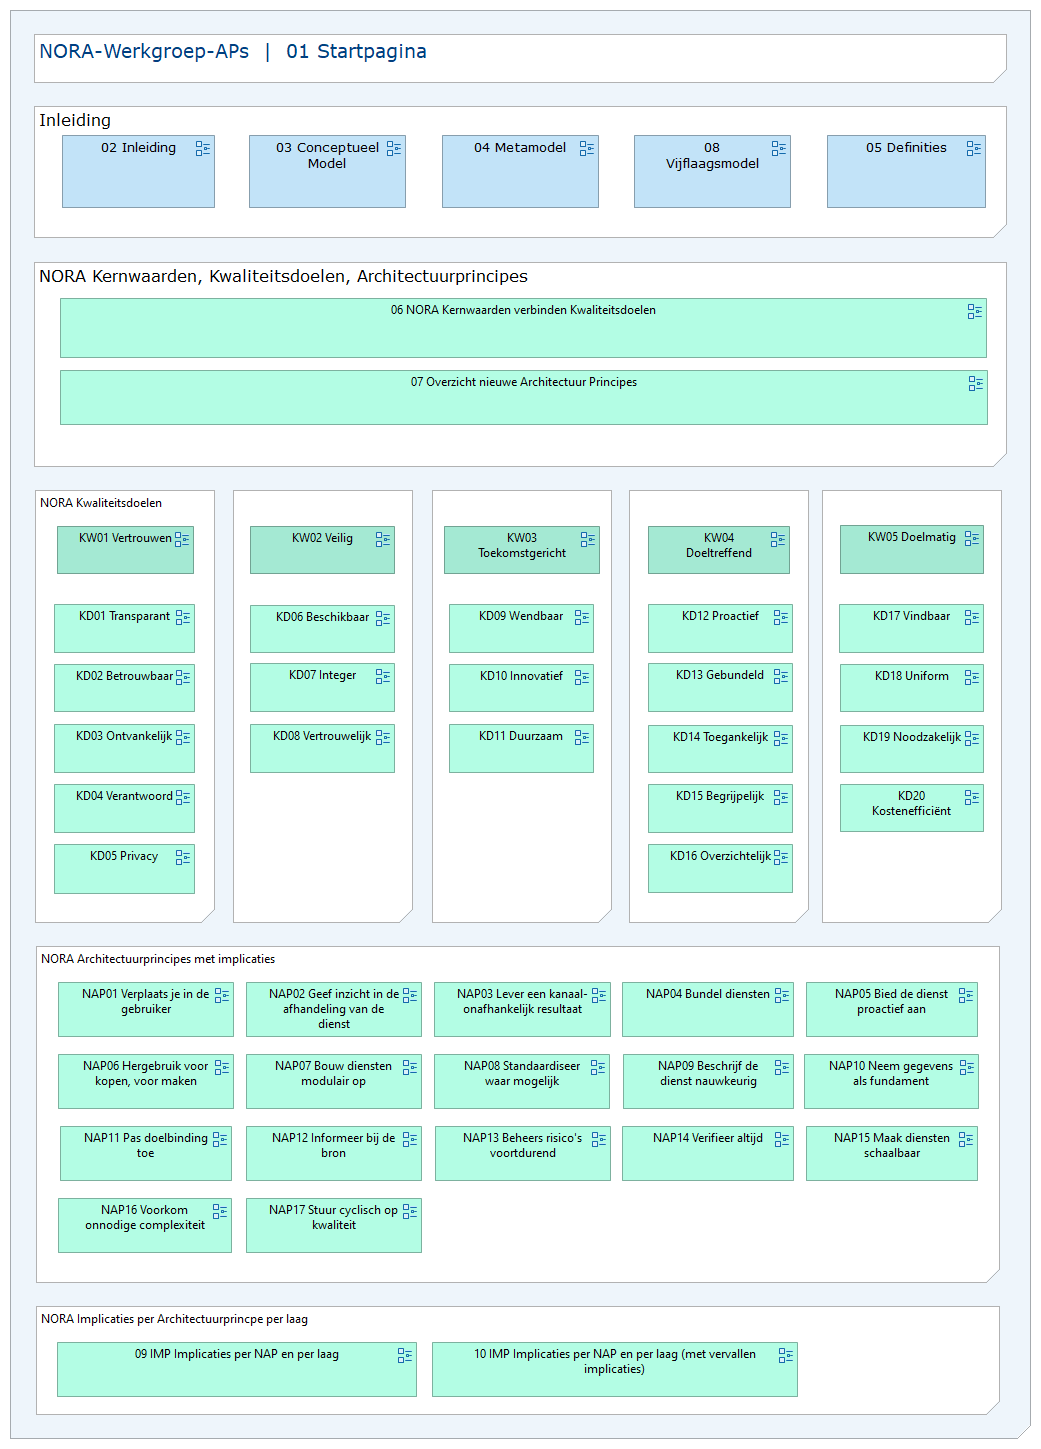 NORA-Werkgroep-APs | 01 Startpagina
Inleiding
02 Inleiding
03 Conceptueel
Model
04 Metamodel
08
Vijflaagsmodel
05 Definities
NORA Kernwaarden, Kwaliteitsdoelen, Architectuurprincipes
06 NORA Kernwaarden verbinden Kwaliteitsdoelen
07 Overzicht nieuwe Architectuur Principes
NORA Kwaliteitsdoelen
KW01 Vertrouwen
KD01 Transparant
KD02 Betrouwbaar
KD03 Ontvankelijk
KD04 Verantwoord
KD05 Privacy
KW02 Veilig
KD06 Beschikbaar
KD07 Integer
KD08 Vertrouwelijk
KW03
Toekomstgericht
KD09 Wendbaar
KD10 Innovatief
KD11 Duurzaam
KW04
Doeltreffend
KD12 Proactief
KD13 Gebundeld
KD14 Toegankelijk
KD15 Begrijpelijk
KD16 Overzichtelijk
KW05 Doelmatig
KD17 Vindbaar
KD18 Uniform
KD19 Noodzakelijk
KD20
Kostenefficiënt
NORA Architectuurprincipes met implicaties
NAP01 Verplaats je in de
gebruiker
NAP02 Geef inzicht in de
afhandeling van de
dienst
NAP03 Lever een kanaal-
onafhankelijk resultaat
NAP04 Bundel diensten
NAP05 Bied de dienst
proactief aan
NAP06 Hergebruik voor
kopen, voor maken
NAP07 Bouw diensten
modulair op
NAP08 Standaardiseer
waar mogelijk
NAP09 Beschrijf de
dienst nauwkeurig
NAP10 Neem gegevens
als fundament
NAP11 Pas doelbinding
toe
NAP12 Informeer bij de
bron
NAP13 Beheers risico's
voortdurend
NAP14 Verifieer altijd
NAP15 Maak diensten
schaalbaar
NAP16 Voorkom
onnodige complexiteit
NAP17 Stuur cyclisch op
kwaliteit
NORA Implicaties per Architectuurprincpe per laag
09 IMP Implicaties per NAP en per laag
10 IMP Implicaties per NAP en per laag (met vervallen
implicaties)